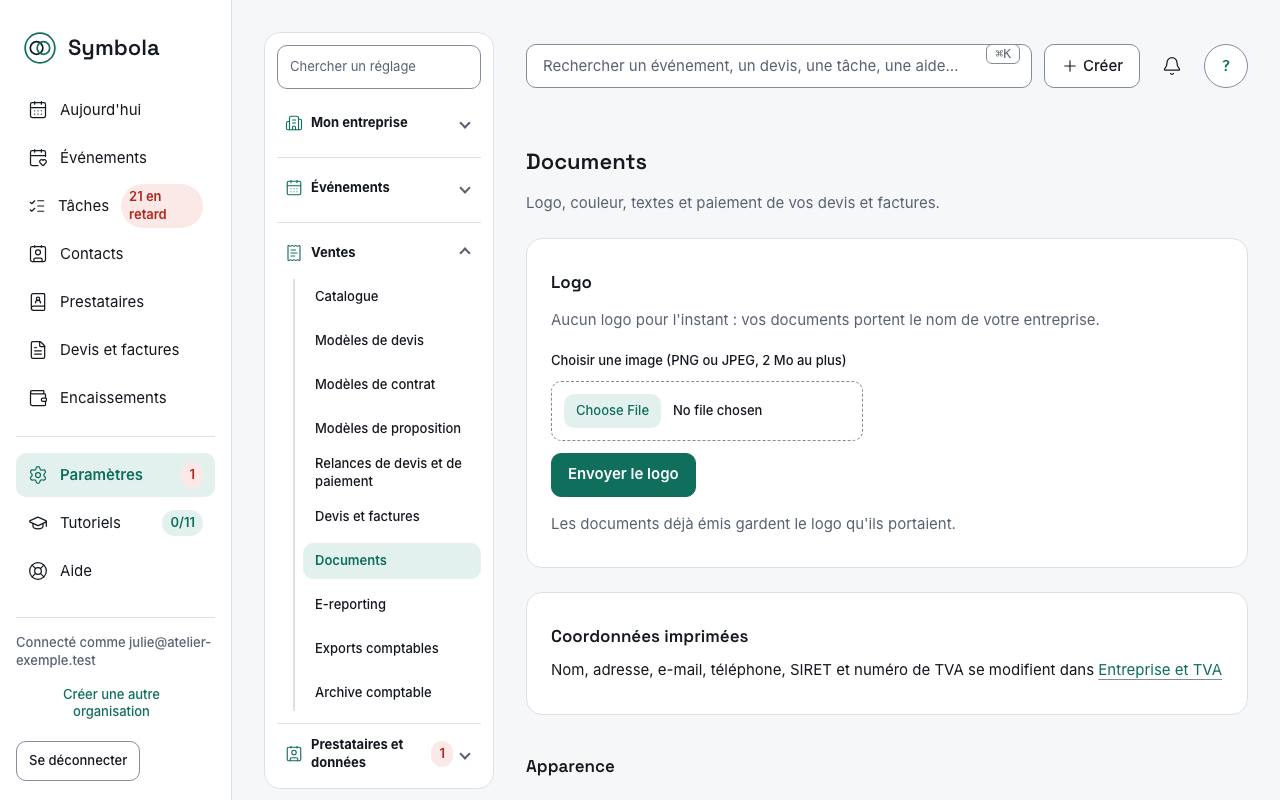 Symbola
Aujourd'hui
Événements
Tâches
21 en
retard
Contacts
Prestataires
Devis et factures
Encaissements
Paramètres
1
Tutoriels
0/11
Aide
Connecté comme julie@atelier-
exemple.test
Créer une autre
organisation
Se déconnecter
Chercher un réglage
Mon entreprise
Événements
Ventes
Catalogue
Modèles de devis
Modèles de contrat
Modèles de proposition
Relances de devis et de
paiement
Devis et factures
Documents
E-reporting
Exports comptables
Archive comptable
Prestataires et
données
1
Rechercher un événement, un devis, une tâche, une aide...
⌘K
Créer
?
Documents
Logo, couleur, textes et paiement de vos devis et factures.
Logo
Aucun logo pour l'instant : vos documents portent le nom de votre entreprise.
Choisir une image (PNG ou JPEG, 2 Mo au plus)
Choose File No file chosen
Envoyer le logo
Les documents déjà émis gardent le logo qu'ils portaient.
Coordonnées imprimées
Nom, adresse, e-mail, téléphone, SIRET et numéro de TVA se modifient dans Entreprise et TVA
Apparence